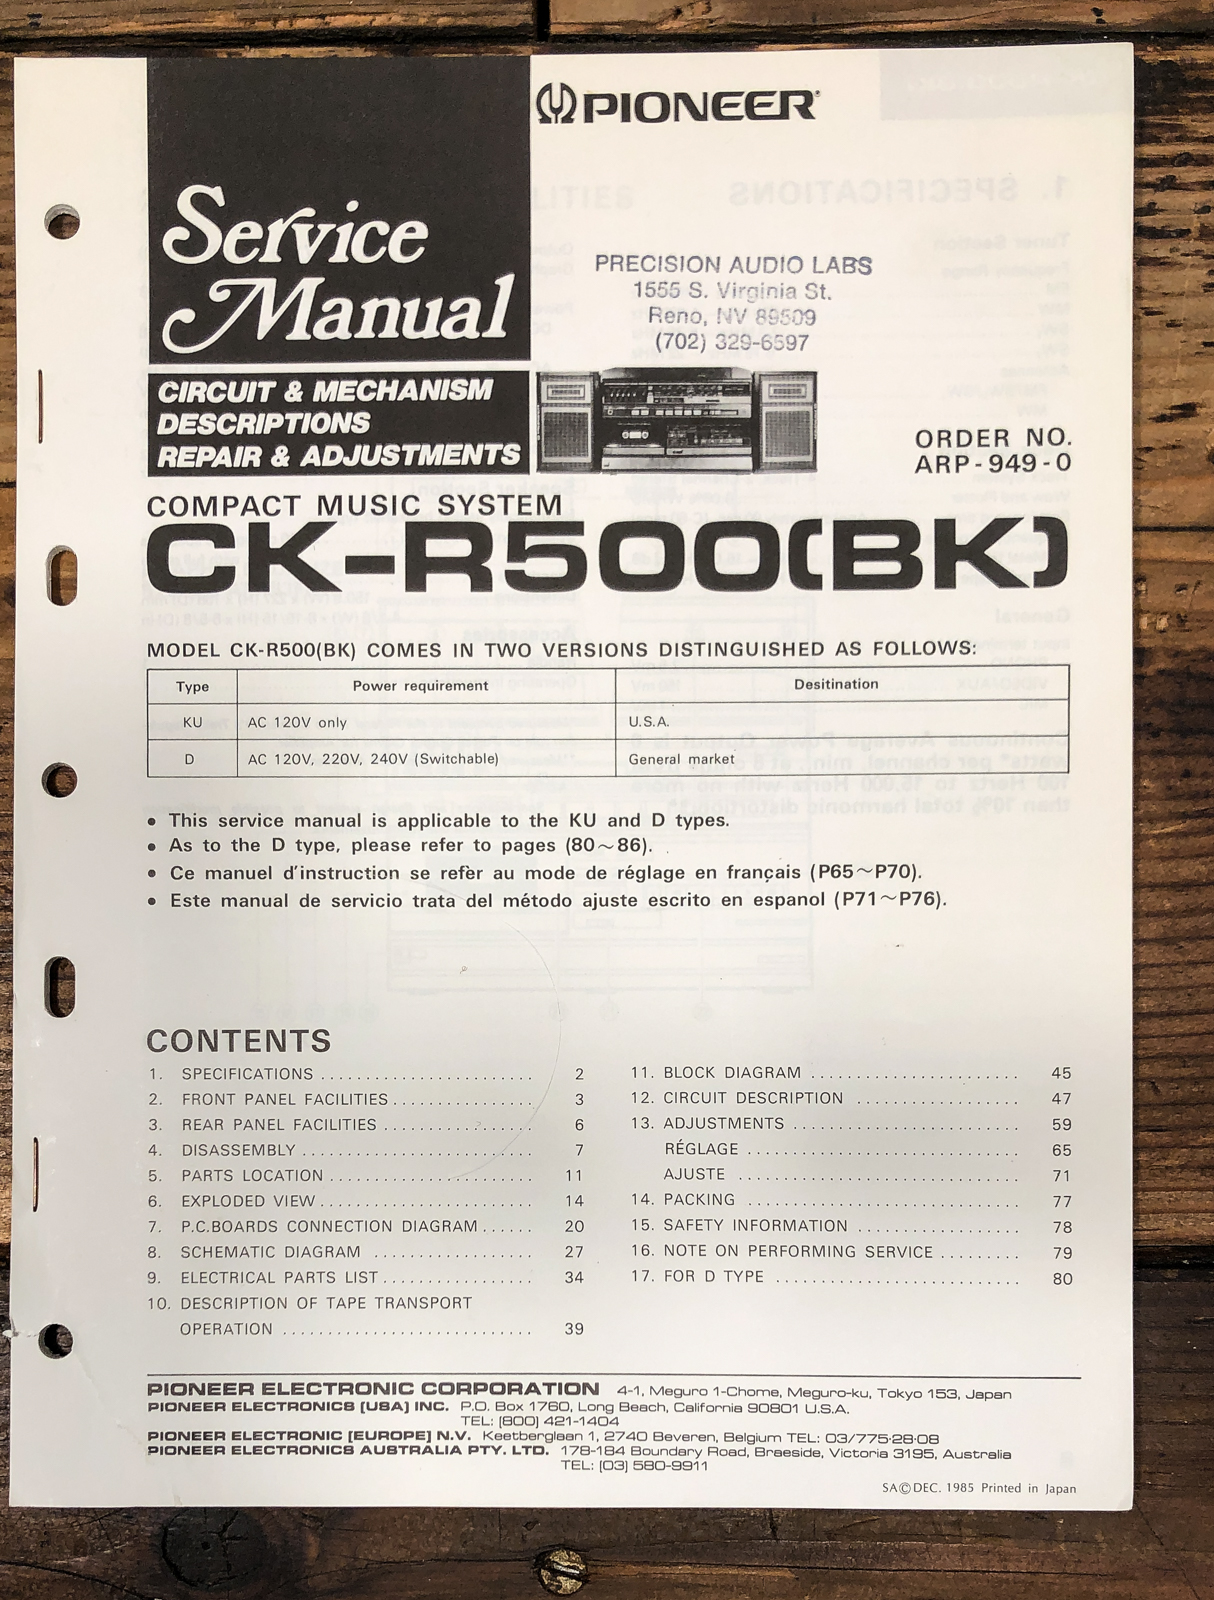 PIONEER
Service
Manual
PRECISION AUDIO LABS
1555 S. Virginia St.
Reno, NV 89509
(702) 329-6597
CIRCUIT & MECHANISM
DESCRIPTIONS
REPAIR & ADJUSTMENTS
ORDER NO.
ARP-949-0
COMPACT MUSIC SYSTEM
CK-R500(BK)
MODEL CK-R500(BK) COMES IN TWO VERSIONS DISTINGUISHED AS FOLLOWS:
Type Power requirement Desitination
KU AC 120V only U.S.A.
D AC 120V, 220V, 240V (Switchable) General market
• This service manual is applicable to the KU and D types.
• As to the D type, please refer to pages (80~86).
• Ce manuel d'instruction se refèr au mode de réglage en français (P65~P70).
• Este manual de servicio trata del método ajuste escrito en espanol (P71~P76).
CONTENTS
1. SPECIFICATIONS ........................ 2
2. FRONT PANEL FACILITIES ................ 3
3. REAR PANEL FACILITIES ................. 6
4. DISASSEMBLY .......................... 7
5. PARTS LOCATION ....................... 11
6. EXPLODED VIEW ........................ 14
7. P.C.BOARDS CONNECTION DIAGRAM ...... 20
8. SCHEMATIC DIAGRAM .................. 27
9. ELECTRICAL PARTS LIST ................. 34
10. DESCRIPTION OF TAPE TRANSPORT
OPERATION ............................ 39
11. BLOCK DIAGRAM ....................... 45
12. CIRCUIT DESCRIPTION .................. 47
13. ADJUSTMENTS ......................... 59
RÉGLAGE .............................. 65
AJUSTE ............................... 71
14. PACKING .............................. 77
15. SAFETY INFORMATION .................. 78
16. NOTE ON PERFORMING SERVICE ......... 79
17. FOR D TYPE ........................... 80
PIONEER ELECTRONIC CORPORATION 4-1, Meguro 1-Chome, Meguro-ku, Tokyo 153, Japan
PIONEER ELECTRONICS [USA] INC. P.O. Box 1760, Long Beach, California 90801 U.S.A.
TEL: [800] 421-1404
PIONEER ELECTRONIC [EUROPE] N.V. Keetberglaan 1, 2740 Beveren, Belgium TEL: 03/775·28·08
PIONEER ELECTRONICS AUSTRALIA PTY. LTD. 178-184 Boundary Road, Braeside, Victoria 3195, Australia
TEL: [03] 580-9911
SA © DEC. 1985 Printed in Japan